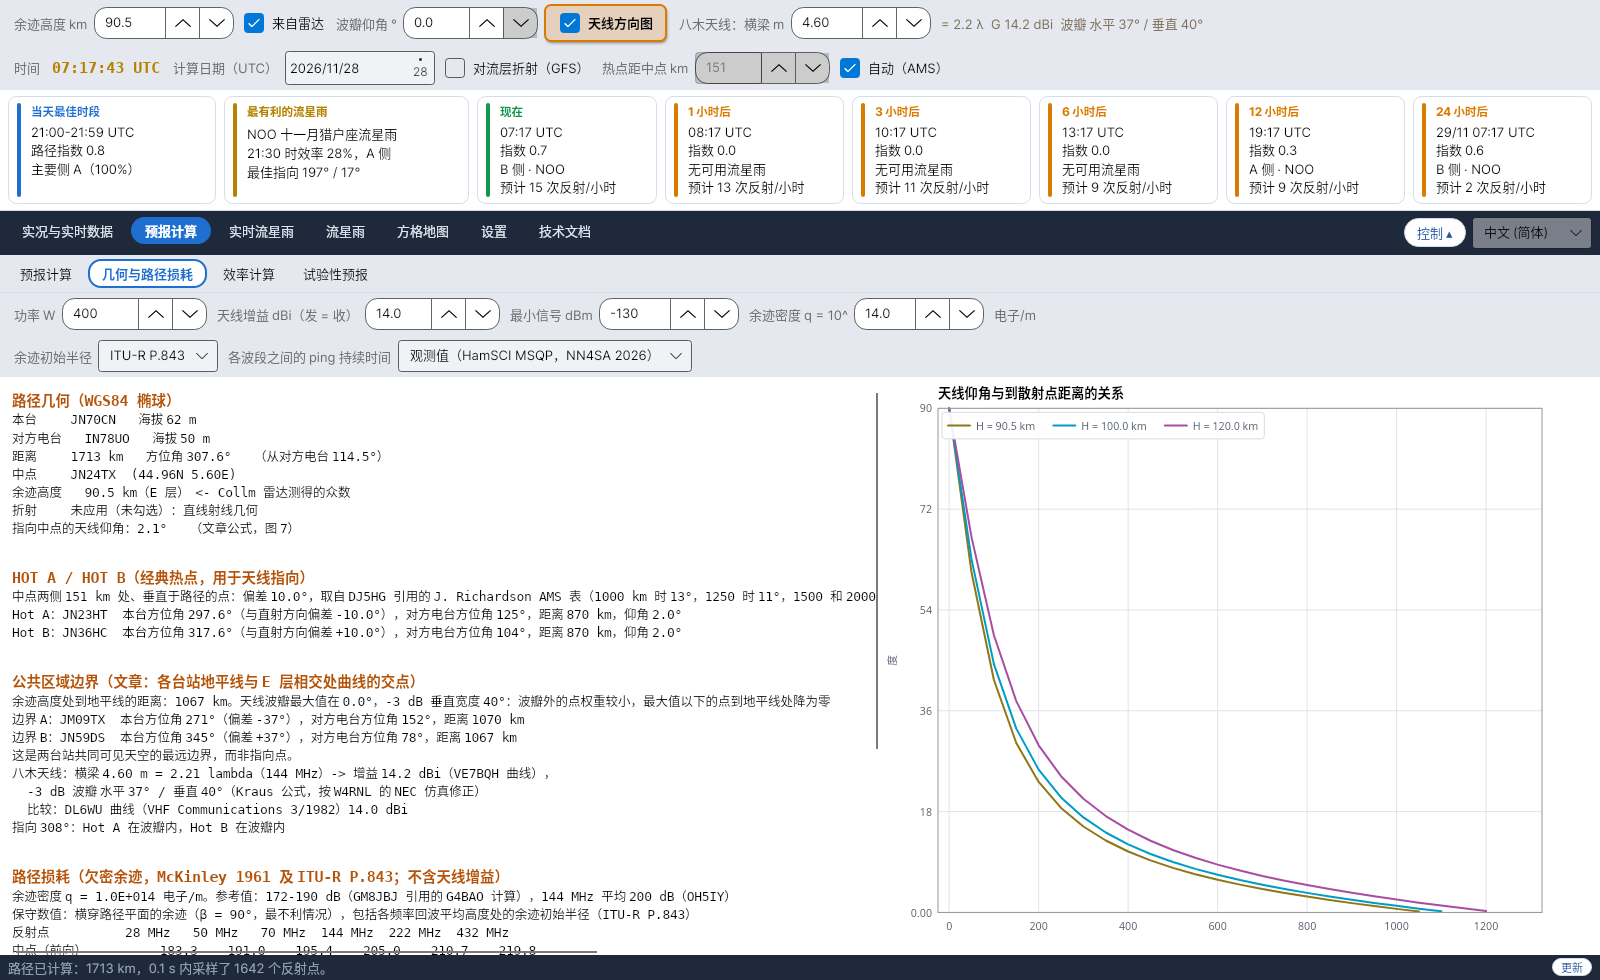 余迹高度 km 90.5 来自雷达 波瓣仰角 ° 0.0 天线方向图 八木天线：横梁 m 4.60 = 2.2 λ G 14.2 dBi 波瓣 水平 37° / 垂直 40°
时间 07:17:43 UTC 计算日期（UTC） 2026/11/28 28 对流层折射（GFS） 热点距中点 km 151 自动（AMS）
当天最佳时段
21:00-21:59 UTC
路径指数 0.8
主要侧 A（100%）
最有利的流星雨
NOO 十一月猎户座流星雨
21:30 时效率 28%，A 侧
最佳指向 197° / 17°
现在
07:17 UTC
指数 0.7
B 侧 · NOO
预计 15 次反射/小时
1 小时后
08:17 UTC
指数 0.0
无可用流星雨
预计 13 次反射/小时
3 小时后
10:17 UTC
指数 0.0
无可用流星雨
预计 11 次反射/小时
6 小时后
13:17 UTC
指数 0.0
无可用流星雨
预计 9 次反射/小时
12 小时后
19:17 UTC
指数 0.3
A 侧 · NOO
预计 9 次反射/小时
24 小时后
29/11 07:17 UTC
指数 0.6
B 侧 · NOO
预计 2 次反射/小时
实况与实时数据 预报计算 实时流星雨 流星雨 方格地图 设置 技术文档 控制 ▴ 中文 (简体)
预报计算 几何与路径损耗 效率计算 试验性预报
功率 W 400 天线增益 dBi（发 = 收） 14.0 最小信号 dBm -130 余迹密度 q = 10^ 14.0 电子/m
余迹初始半径 ITU-R P.843 各波段之间的 ping 持续时间 观测值（HamSCI MSQP，NN4SA 2026）
路径几何（WGS84 椭球）
本台 JN70CN 海拔 62 m
对方电台 IN78UO 海拔 50 m
距离 1713 km 方位角 307.6° （从对方电台 114.5°）
中点 JN24TX (44.96N 5.60E)
余迹高度 90.5 km（E 层） <- Collm 雷达测得的众数
折射 未应用（未勾选）：直线射线几何
指向中点的天线仰角：2.1° （文章公式，图 7）
HOT A / HOT B（经典热点，用于天线指向）
中点两侧 151 km 处、垂直于路径的点：偏差 10.0°，取自 DJ5HG 引用的 J. Richardson AMS 表（1000 km 时 13°，1250 时 11°，1500 和 2000
Hot A：JN23HT 本台方位角 297.6°（与直射方向偏差 -10.0°），对方电台方位角 125°，距离 870 km，仰角 2.0°
Hot B：JN36HC 本台方位角 317.6°（与直射方向偏差 +10.0°），对方电台方位角 104°，距离 870 km，仰角 2.0°
公共区域边界（文章：各台站地平线与 E 层相交处曲线的交点）
余迹高度处到地平线的距离：1067 km。天线波瓣最大值在 0.0°，-3 dB 垂直宽度 40°：波瓣外的点权重较小，最大值以下的点到地平线处降为零
边界 A：JM09TX 本台方位角 271°（偏差 -37°），对方电台方位角 152°，距离 1070 km
边界 B：JN59DS 本台方位角 345°（偏差 +37°），对方电台方位角 78°，距离 1067 km
这是两台站共同可见天空的最远边界，而非指向点。
八木天线：横梁 4.60 m = 2.21 lambda（144 MHz）-> 增益 14.2 dBi（VE7BQH 曲线），
-3 dB 波瓣 水平 37° / 垂直 40°（Kraus 公式，按 W4RNL 的 NEC 仿真修正）
比较：DL6WU 曲线（VHF Communications 3/1982）14.0 dBi
指向 308°：Hot A 在波瓣内，Hot B 在波瓣内
路径损耗（欠密余迹，McKinley 1961 及 ITU-R P.843；不含天线增益）
余迹密度 q = 1.0E+014 电子/m。参考值：172-190 dB（GM8JBJ 引用的 G4BAO 计算），144 MHz 平均 200 dB（OH5IY）
保守数值：横穿路径平面的余迹（β = 90°，最不利情况），包括各频率回波平均高度处的余迹初始半径（ITU-R P.843）
反射点 28 MHz 50 MHz 70 MHz 144 MHz 222 MHz 432 MHz
中点（前向） 183.3 191.0 195.4 205.0 210.7 219.8
天线仰角与到散射点距离的关系
H = 90.5 km H = 100.0 km H = 120.0 km
度
90
72
54
36
18
0.00
0 200 400 600 800 1000 1200
路径已计算：1713 km，0.1 s 内采样了 1642 个反射点。 更新